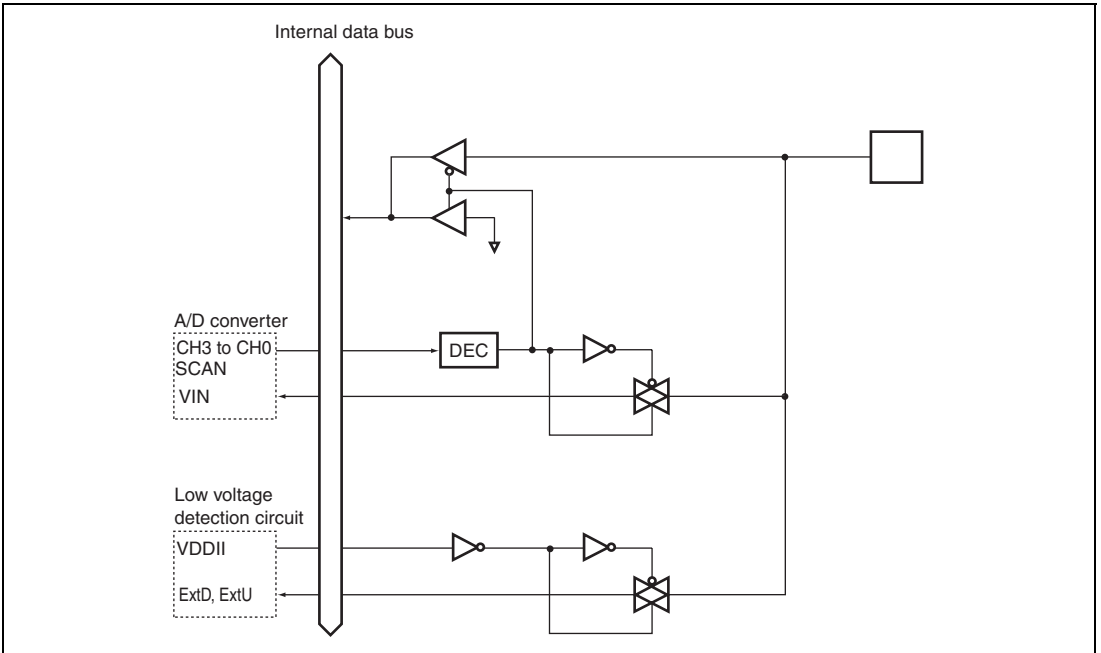 Internal data bus
A/D converter
CH3 to CH0
SCAN
VIN
DEC
Low voltage
detection circuit
VDDII
ExtD, ExtU